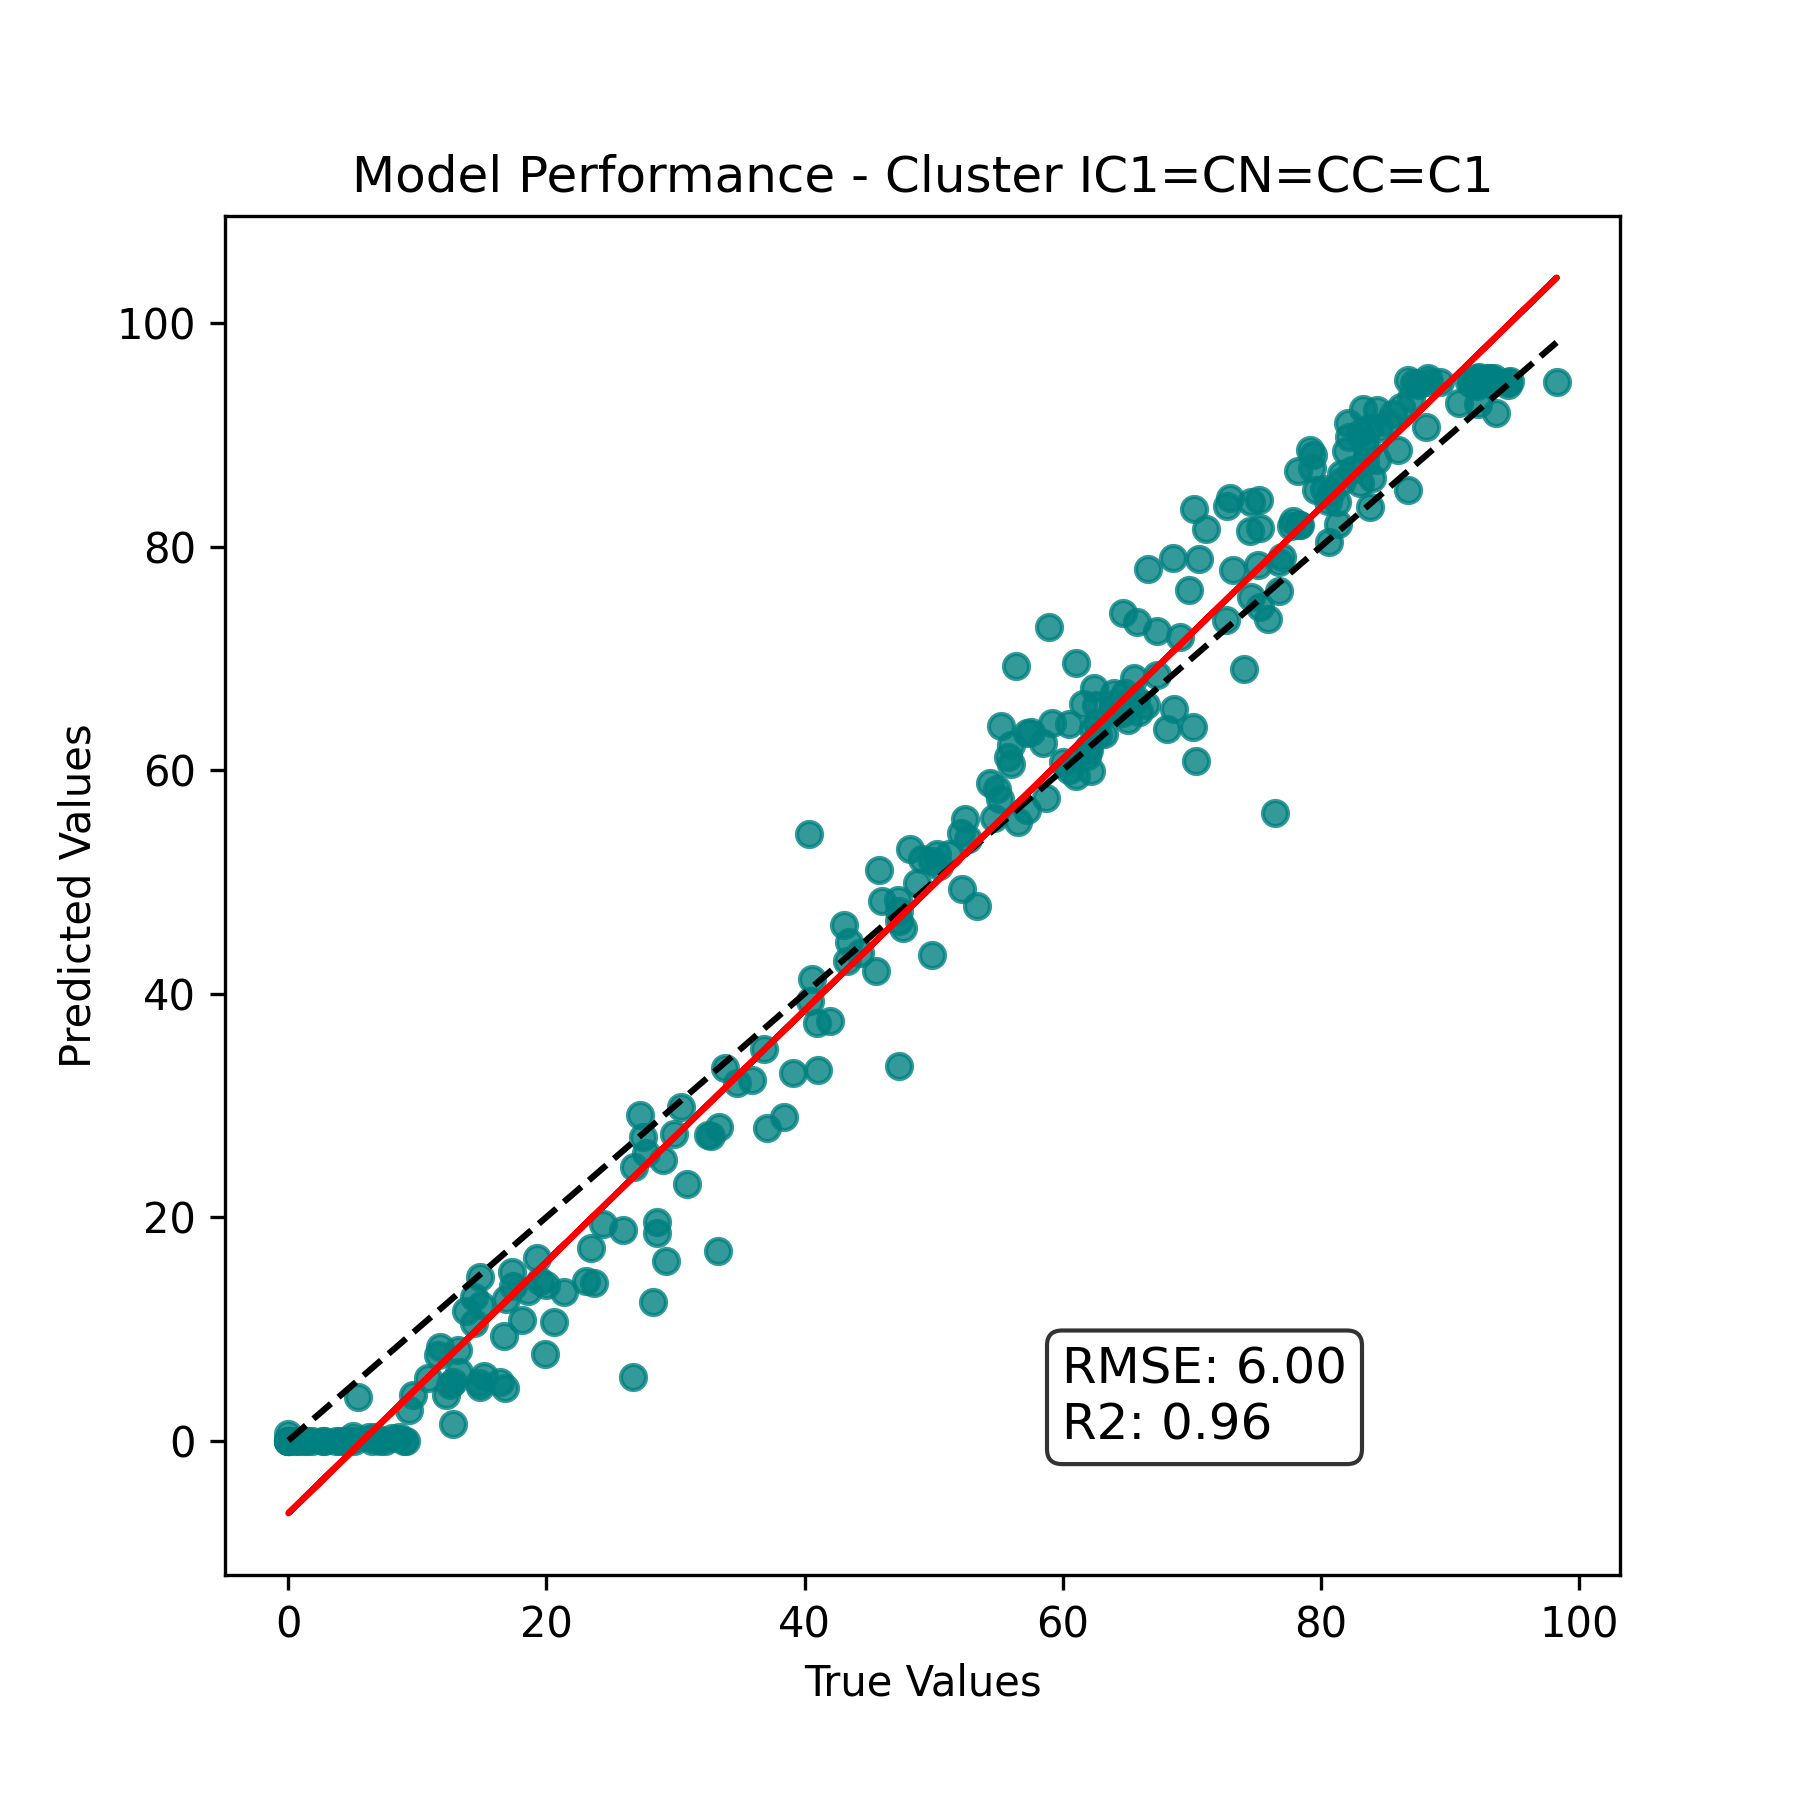 Model Performance - Cluster IC1=CN=CC=C1
100
80
60
40
20
0
Predicted Values
RMSE: 6.00
R2: 0.96
0 20 40 60 80 100
True Values